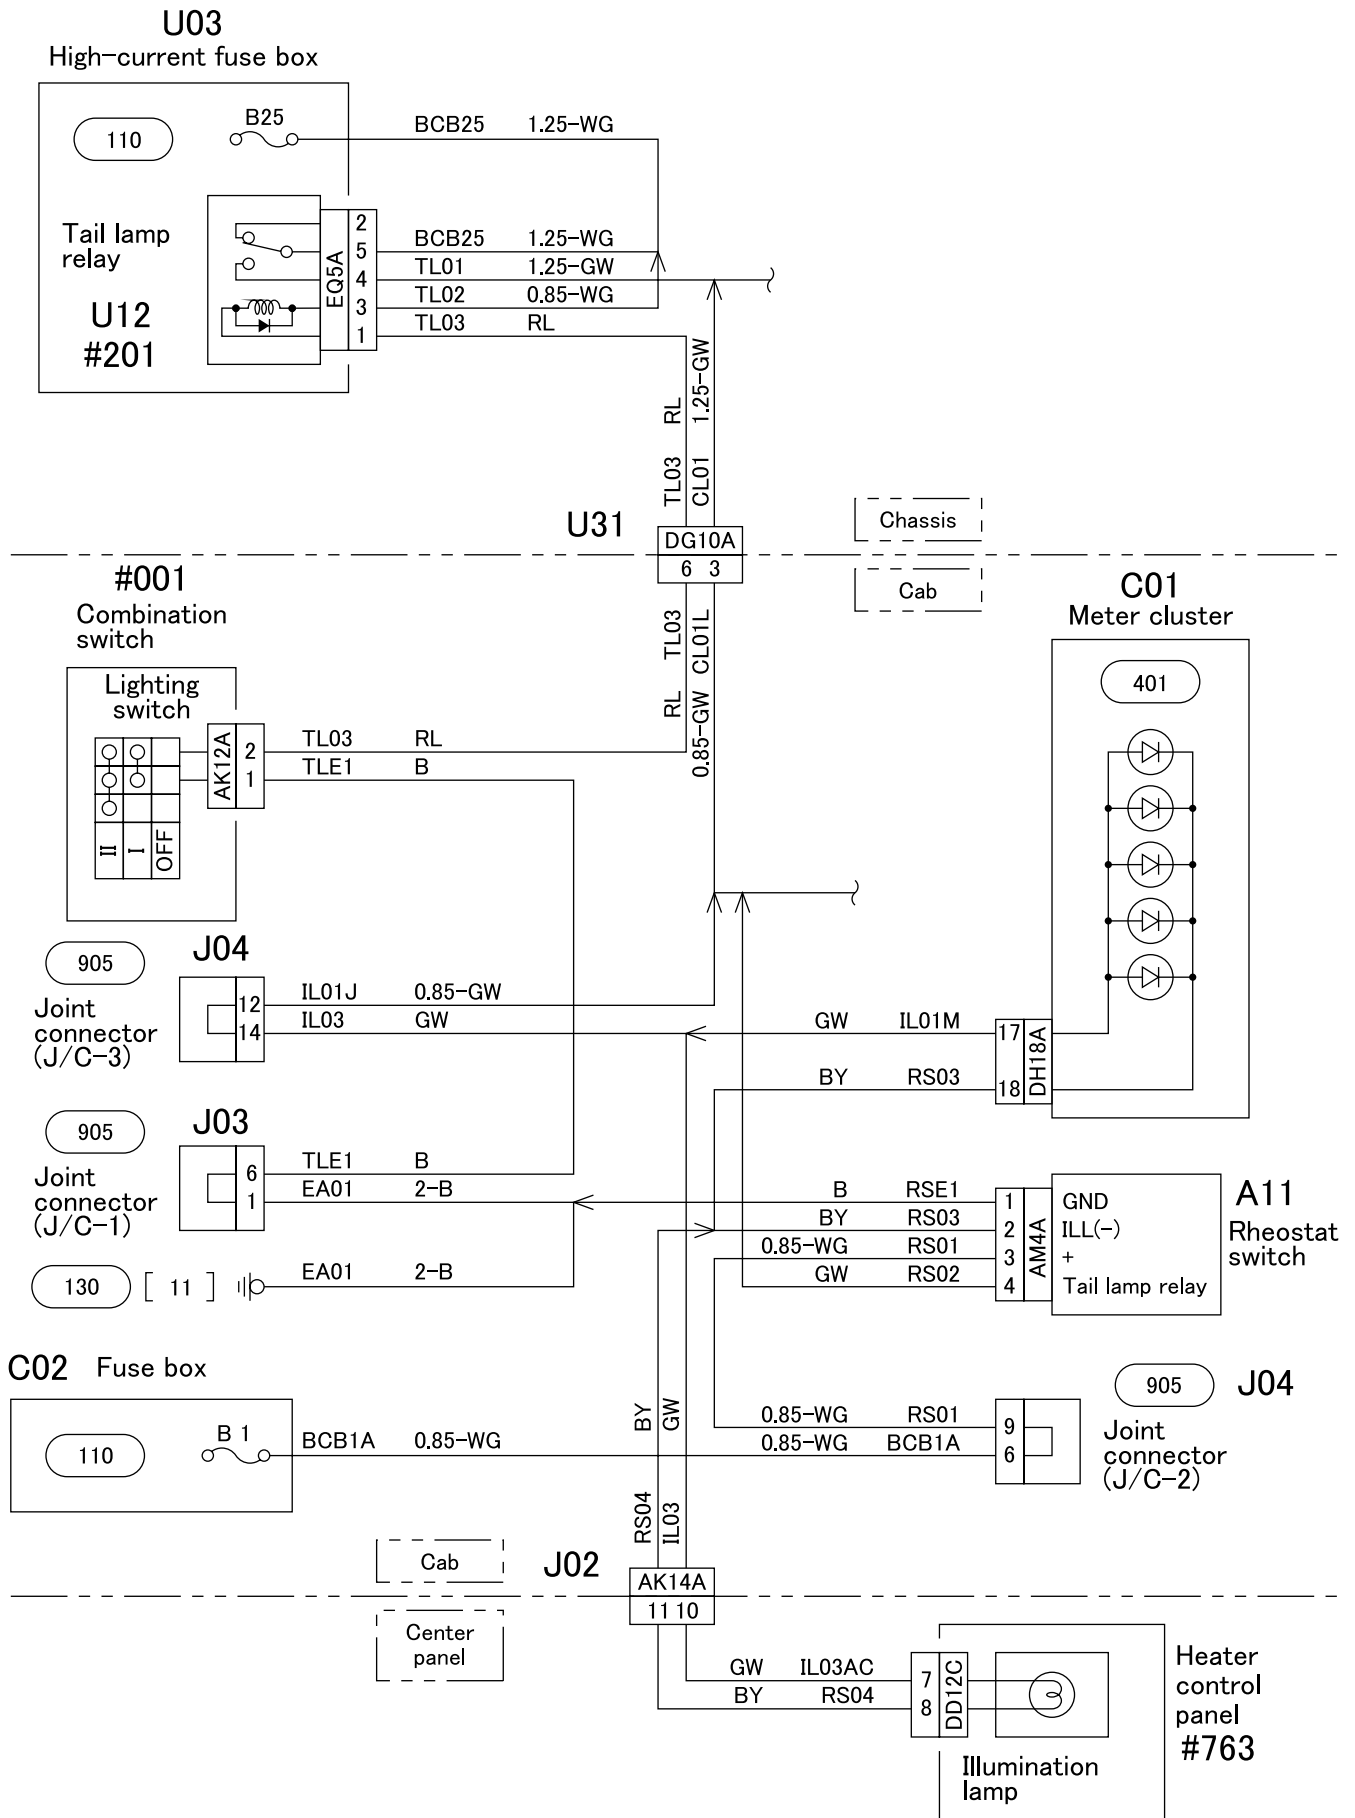 U03
High-current fuse box
110
B25
BCB25 1.25-WG
Tail lamp
relay
U12
#201
EQ5A
2
5
4
3
1
BCB25 1.25-WG
TL01 1.25-GW
TL02 0.85-WG
TL03 RL
TL03 RL
CL01 1.25-GW
U31
DG10A
6 3
Chassis
Cab
#001
Combination
switch
Lighting
switch
II
I
OFF
AK12A
2
1
TL03 RL
TLE1 B
RL TL03
0.85-GW CL01L
C01
Meter cluster
401
905
J04
Joint
connector
(J/C-3)
12
14
IL01J 0.85-GW
IL03 GW
GW IL01M
BY RS03
17
18
DH18A
905
J03
Joint
connector
(J/C-1)
6
1
TLE1 B
EA01 2-B
130 [ 11 ]
EA01 2-B
B RSE1
BY RS03
0.85-WG RS01
GW RS02
1
2
3
4
AM4A
GND
ILL(-)
+
Tail lamp relay
A11
Rheostat
switch
C02 Fuse box
110
B 1
BCB1A 0.85-WG
RS04 BY
IL03 GW
0.85-WG RS01
0.85-WG BCB1A
9
6
905
J04
Joint
connector
(J/C-2)
Cab
J02
AK14A
11 10
Center
panel
GW IL03AC
BY RS04
7
8
DD12C
Illumination
lamp
Heater
control
panel
#763